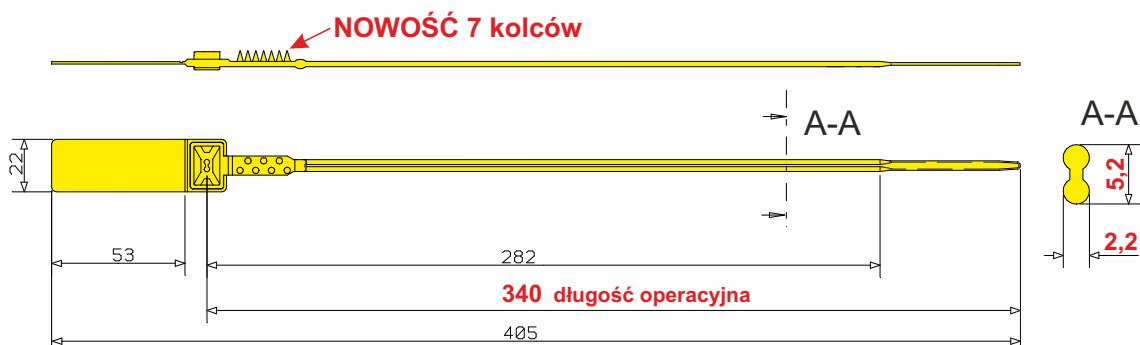 NOWOŚĆ 7 kolców
A-A
A-A
22
5,2
2,2
53
282
340 długość operacyjna
405